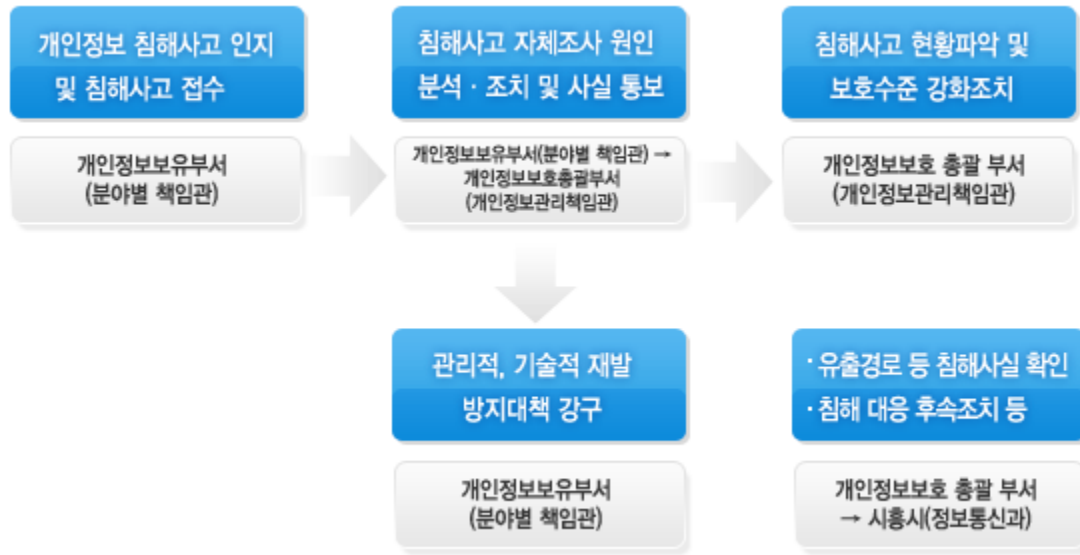 개인정보 침해사고 인지
및 침해사고 접수
개인정보보유부서
(분야별 책임관)
침해사고 자체조사 원인
분석 · 조치 및 사실 통보
개인정보보유부서(분야별 책임관) →
개인정보보호총괄부서
(개인정보관리책임관)
침해사고 현황파악 및
보호수준 강화조치
개인정보보호 총괄 부서
(개인정보관리책임관)
관리적, 기술적 재발
방지대책 강구
개인정보보유부서
(분야별 책임관)
· 유출경로 등 침해사실 확인
· 침해 대응 후속조치 등
개인정보보호 총괄 부서
→ 시흥시(정보통신과)